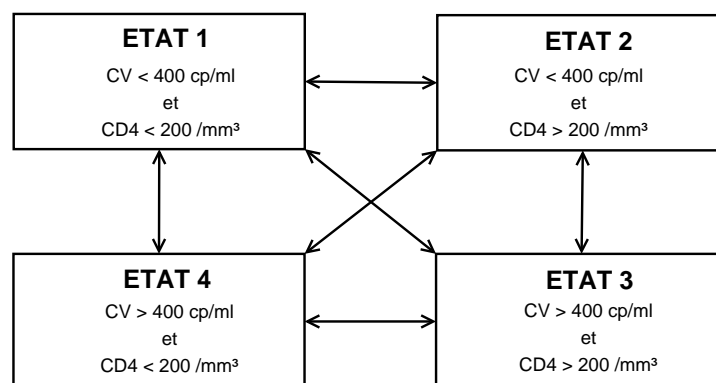 ETAT 1
CV < 400 cp/ml
et
CD4 < 200 /mm³
ETAT 2
CV < 400 cp/ml
et
CD4 > 200 /mm³
ETAT 4
CV > 400 cp/ml
et
CD4 < 200 /mm³
ETAT 3
CV > 400 cp/ml
et
CD4 > 200 /mm³